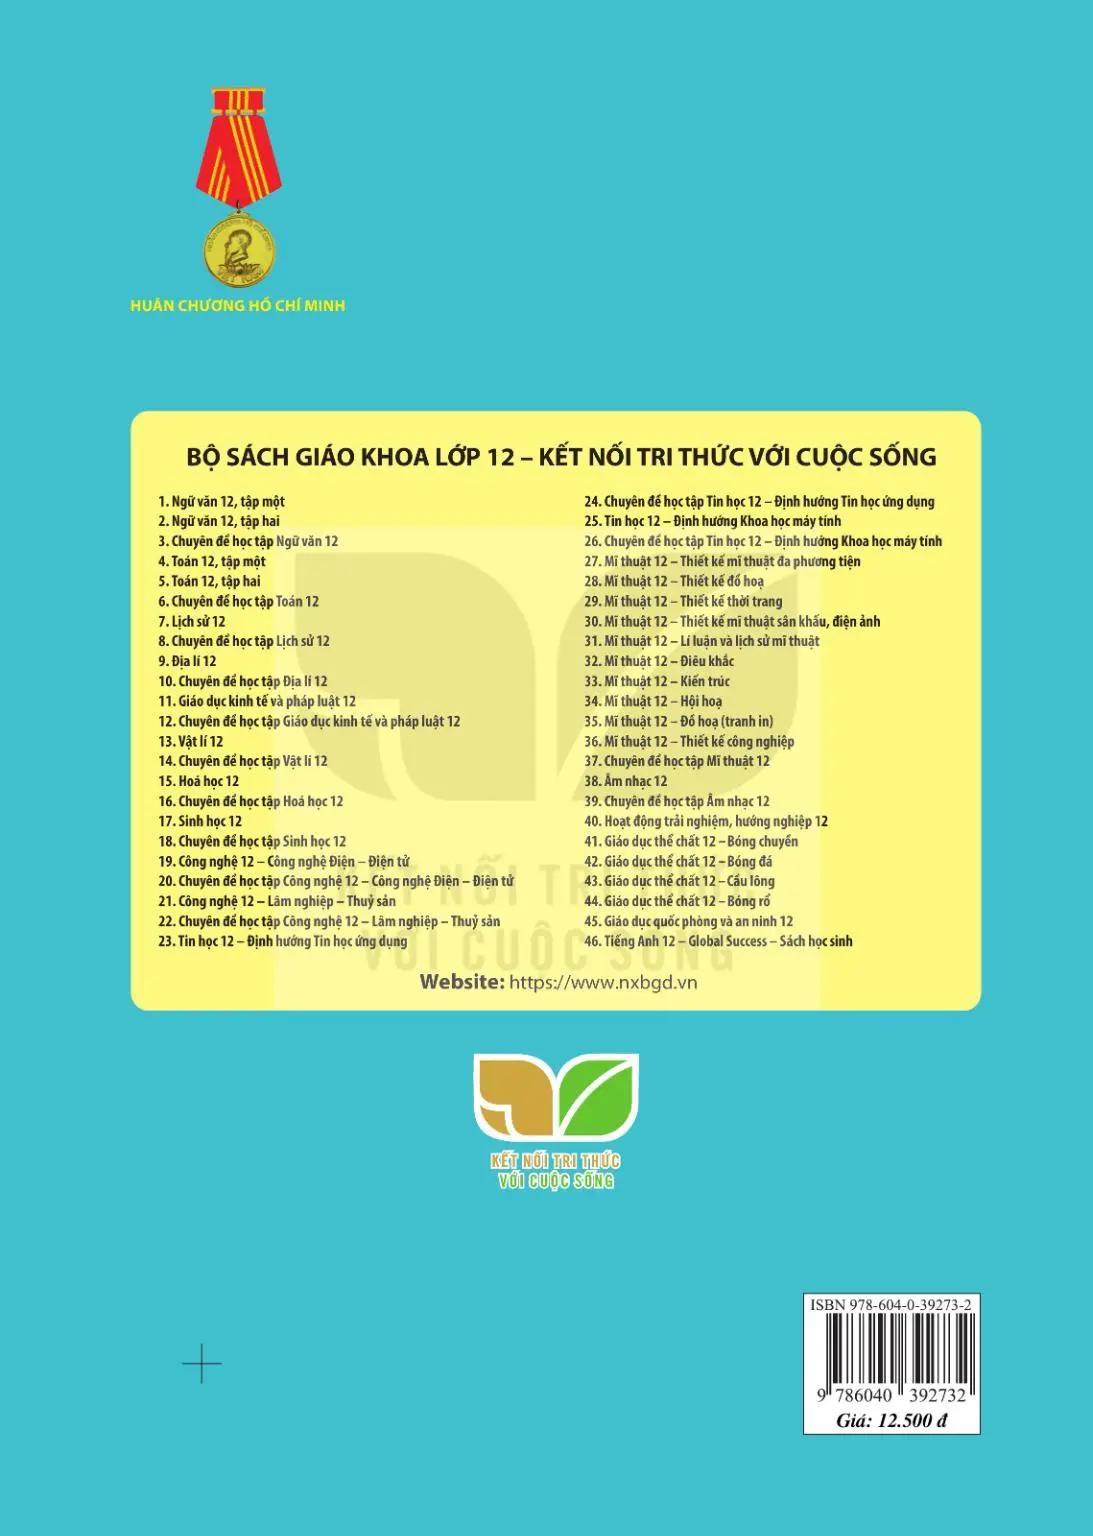 HUÂN CHƯƠNG HỒ CHÍ MINH
BỘ SÁCH GIÁO KHOA LỚP 12 – KẾT NỐI TRI THỨC VỚI CUỘC SỐNG
1. Ngữ văn 12, tập một
2. Ngữ văn 12, tập hai
3. Chuyên đề học tập Ngữ văn 12
4. Toán 12, tập một
5. Toán 12, tập hai
6. Chuyên đề học tập Toán 12
7. Lịch sử 12
8. Chuyên đề học tập Lịch sử 12
9. Địa lí 12
10. Chuyên đề học tập Địa lí 12
11. Giáo dục kinh tế và pháp luật 12
12. Chuyên đề học tập Giáo dục kinh tế và pháp luật 12
13. Vật lí 12
14. Chuyên đề học tập Vật lí 12
15. Hoá học 12
16. Chuyên đề học tập Hoá học 12
17. Sinh học 12
18. Chuyên đề học tập Sinh học 12
19. Công nghệ 12 – Công nghệ Điện – Điện tử
20. Chuyên đề học tập Công nghệ 12 – Công nghệ Điện – Điện tử
21. Công nghệ 12 – Lâm nghiệp – Thuỷ sản
22. Chuyên đề học tập Công nghệ 12 – Lâm nghiệp – Thuỷ sản
23. Tin học 12 – Định hướng Tin học ứng dụng
24. Chuyên đề học tập Tin học 12 – Định hướng Tin học ứng dụng
25. Tin học 12 – Định hướng Khoa học máy tính
26. Chuyên đề học tập Tin học 12 – Định hướng Khoa học máy tính
27. Mĩ thuật 12 – Thiết kế mĩ thuật đa phương tiện
28. Mĩ thuật 12 – Thiết kế đồ hoạ
29. Mĩ thuật 12 – Thiết kế thời trang
30. Mĩ thuật 12 – Thiết kế mĩ thuật sân khấu, điện ảnh
31. Mĩ thuật 12 – Lí luận và lịch sử mĩ thuật
32. Mĩ thuật 12 – Điêu khắc
33. Mĩ thuật 12 – Kiến trúc
34. Mĩ thuật 12 – Hội hoạ
35. Mĩ thuật 12 – Đồ hoạ (tranh in)
36. Mĩ thuật 12 – Thiết kế công nghiệp
37. Chuyên đề học tập Mĩ thuật 12
38. Âm nhạc 12
39. Chuyên đề học tập Âm nhạc 12
40. Hoạt động trải nghiệm, hướng nghiệp 12
41. Giáo dục thể chất 12 – Bóng chuyền
42. Giáo dục thể chất 12 – Bóng đá
43. Giáo dục thể chất 12 – Cầu lông
44. Giáo dục thể chất 12 – Bóng rổ
45. Giáo dục quốc phòng và an ninh 12
46. Tiếng Anh 12 – Global Success – Sách học sinh
KẾT NỐI TRI THỨC
VỚI CUỘC SỐNG
Website: https://www.nxbgd.vn
KẾT NỐI TRI THỨC
VỚI CUỘC SỐNG
ISBN 978-604-0-39273-2
9 786040 392732
Giá: 12.500 đ